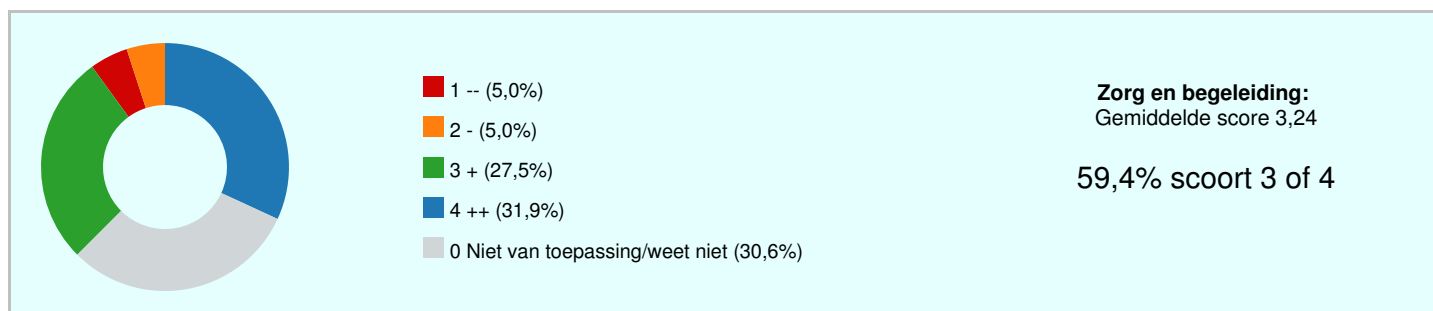 1 -- (5,0%)
2 - (5,0%)
3 + (27,5%)
4 ++ (31,9%)
0 Niet van toepassing/weet niet (30,6%)
Zorg en begeleiding:
Gemiddelde score 3,24
59,4% scoort 3 of 4